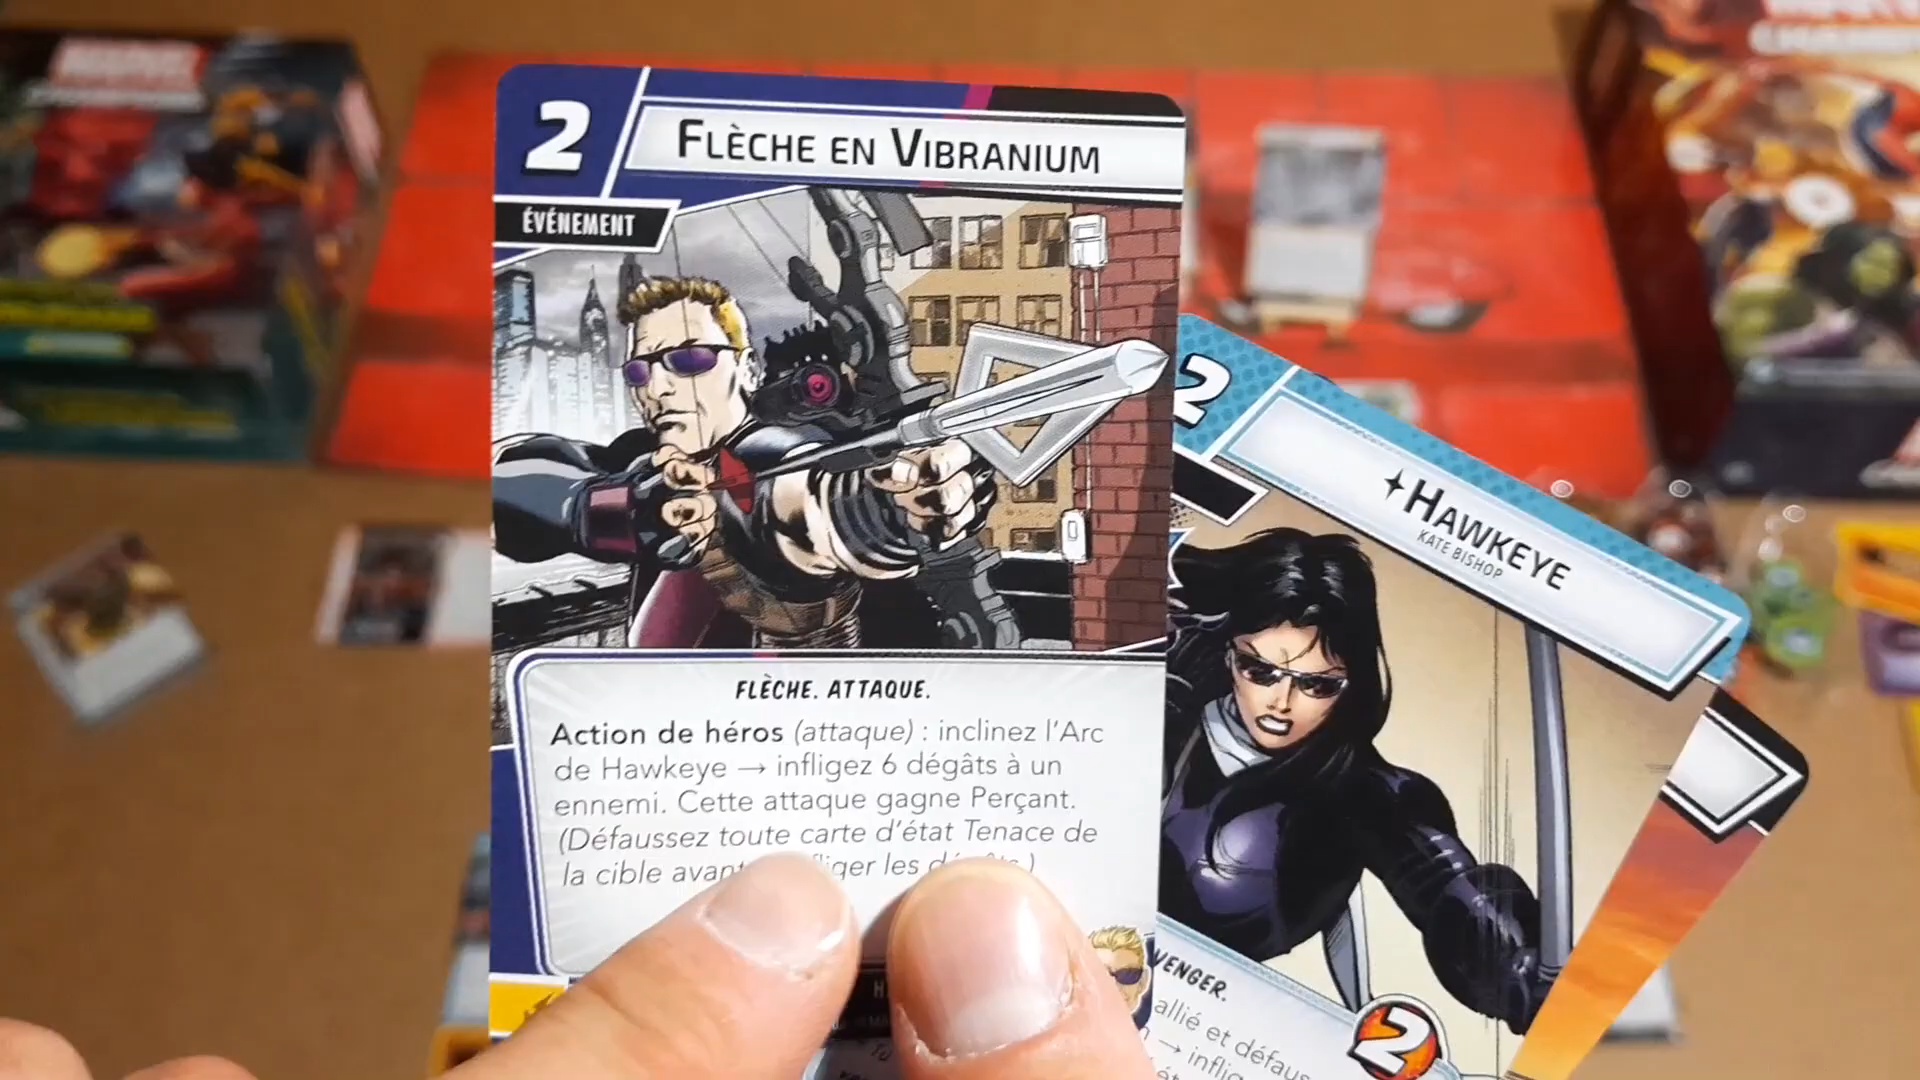 2
FLÈCHE EN VIBRANIUM
ÉVÉNEMENT
FLÈCHE. ATTAQUE.
Action de héros (attaque) : inclinez l'Arc
de Hawkeye → infligez 6 dégâts à un
ennemi. Cette attaque gagne Perçant.
(Défaussez toute carte d'état Tenace de
la cible les
2
HAWKEYE
KATE BISHOP
allié et
→
2